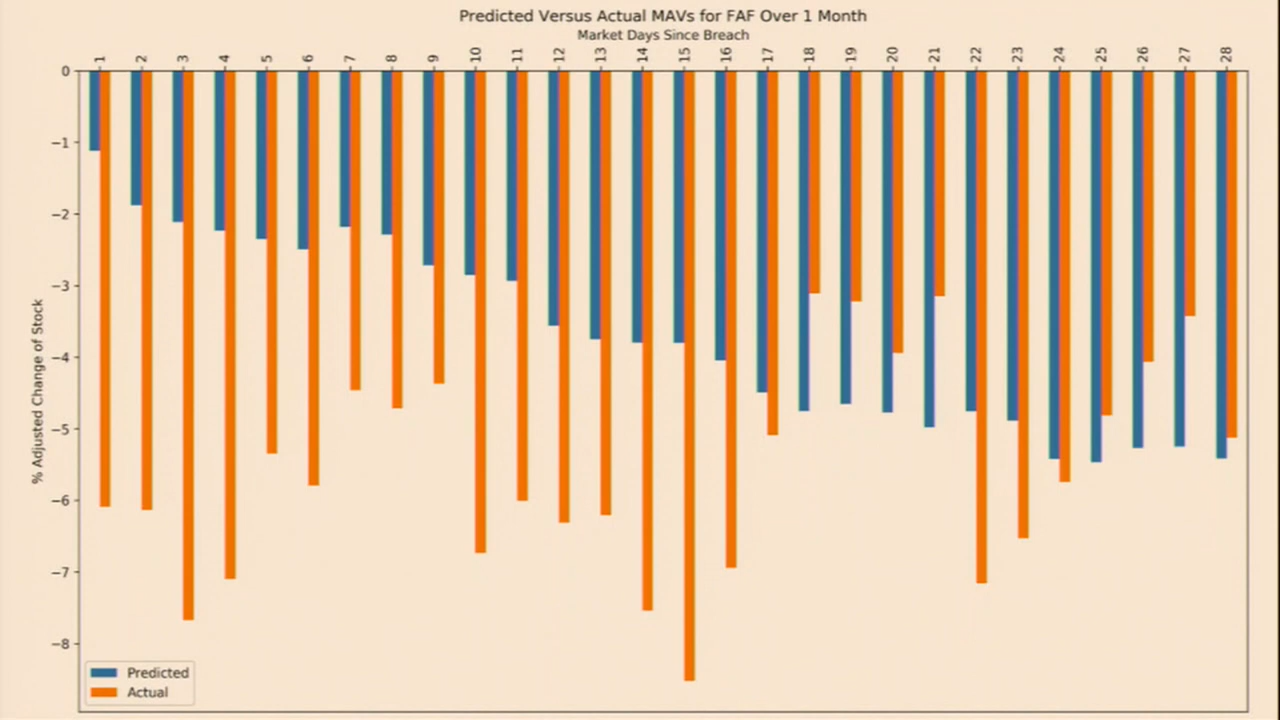 Predicted Versus Actual MAVs for FAF Over 1 Month
Market Days Since Breach
1 2 3 4 5 6 7 8 9 10 11 12 13 14 15 16 17 18 19 20 21 22 23 24 25 26 27 28
% Adjusted Change of Stock
0
−1
−2
−3
−4
−5
−6
−7
−8
Predicted
Actual